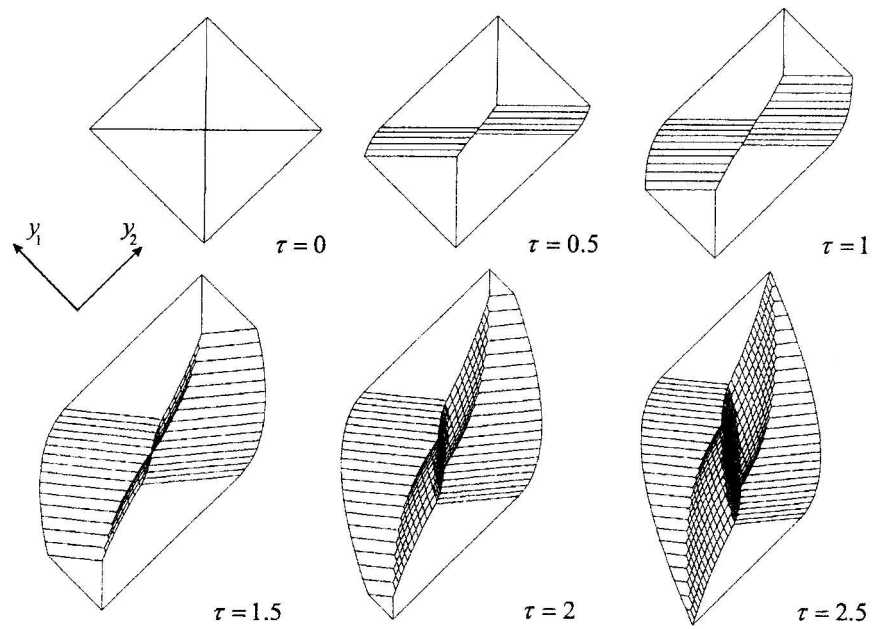 τ = 0
τ = 0.5
τ = 1
y₁
y₂
τ = 1.5
τ = 2
τ = 2.5